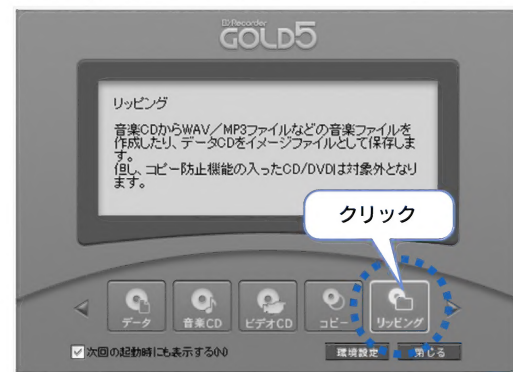 CD Recorder
GOLD5
リッピング
音楽CDからWAV／MP3ファイルなどの音楽ファイルを
作成したり、データCDをイメージファイルとして保存しま
す。
但し、コピー防止機能の入ったCD/DVDは対象外となり
ます。
クリック
データ 音楽CD ビデオCD コピー リッピング
次回の起動時にも表示する(N) 環境設定 閉じる